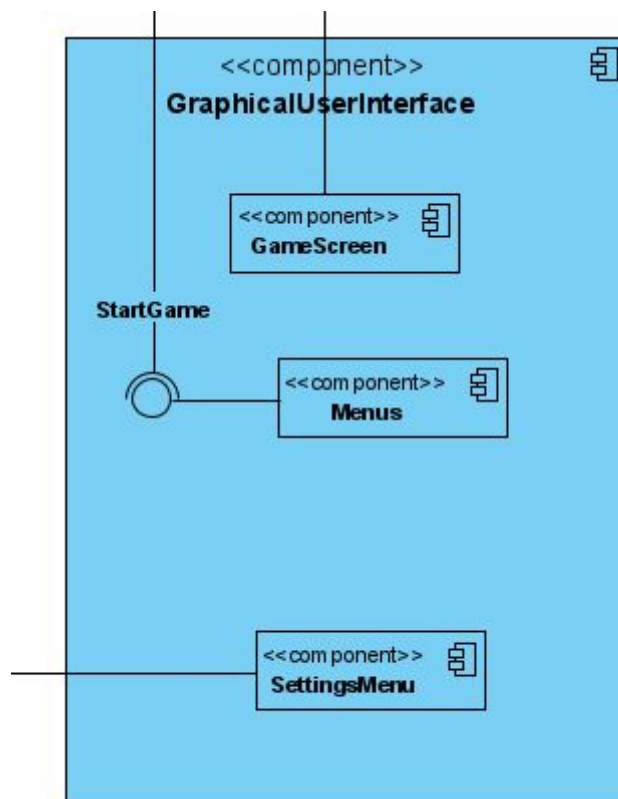 <<component>>
GraphicalUserInterface
<<component>>
GameScreen
StartGame
<<component>>
Menus
<<component>>
SettingsMenu